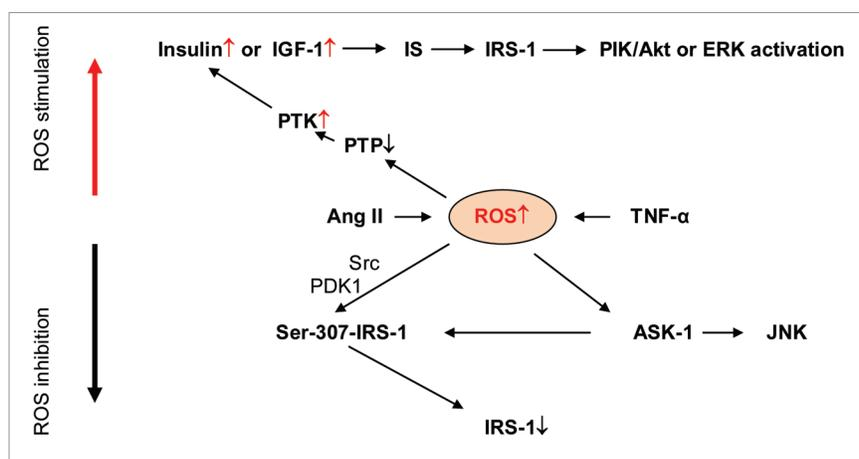 ROS stimulation
Insulin↑ or IGF-1↑ → IS → IRS-1 → PIK/Akt or ERK activation
PTK↑
PTP↓
Ang II → ROS↑ ← TNF-α
Src
PDK1
Ser-307-IRS-1 ← ASK-1 → JNK
ROS inhibition
IRS-1↓